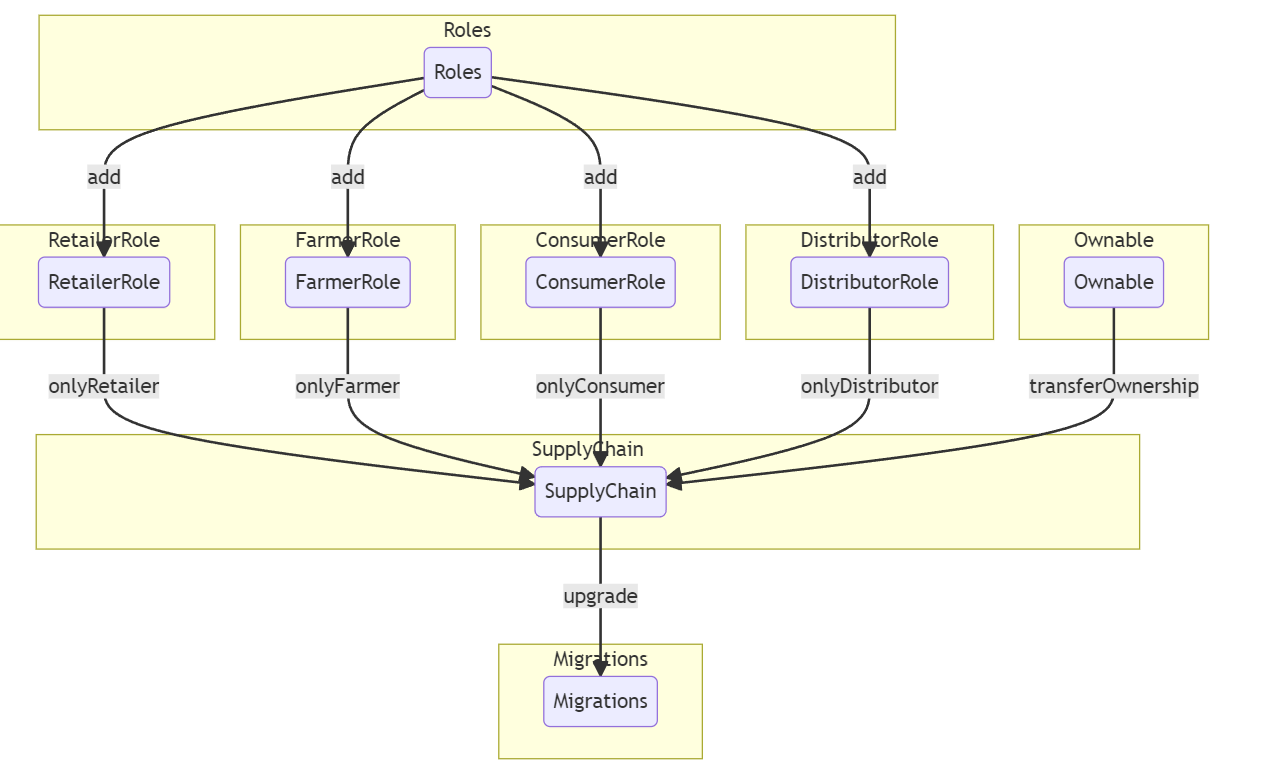 Roles
Roles
add add add add
RetailerRole FarmerRole ConsumerRole DistributorRole Ownable
RetailerRole FarmerRole ConsumerRole DistributorRole Ownable
onlyRetailer onlyFarmer onlyConsumer onlyDistributor transferOwnership
SupplyChain
SupplyChain
upgrade
Migrations
Migrations